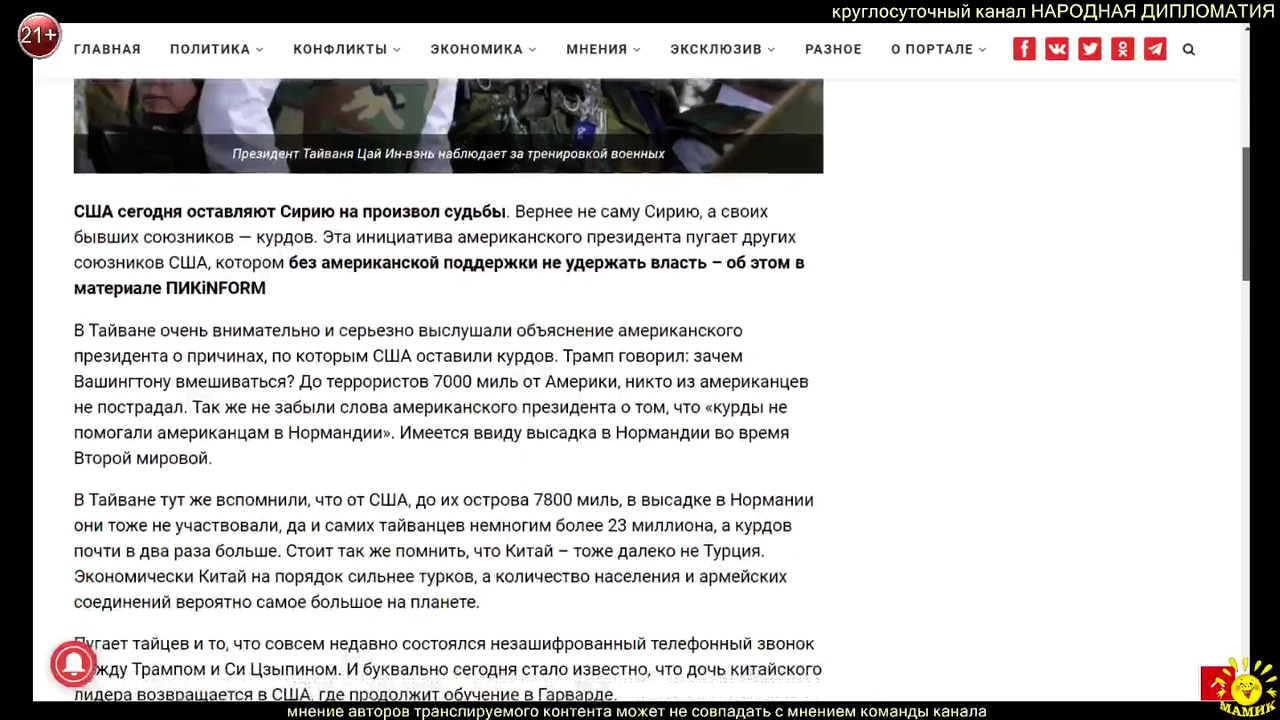 круглосуточный канал НАРОДНАЯ ДИПЛОМАТИЯ
21+
ГЛАВНАЯ ПОЛИТИКА КОНФЛИКТЫ ЭКОНОМИКА МНЕНИЯ ЭКСКЛЮЗИВ РАЗНОЕ О ПОРТАЛЕ
Президент Тайваня Цай Ин-вэнь наблюдает за тренировкой военных
США сегодня оставляют Сирию на произвол судьбы. Вернее не саму Сирию, а своих
бывших союзников — курдов. Эта инициатива американского президента пугает других
союзников США, котором без американской поддержки не удержать власть – об этом в
материале ПИКiNFORM
В Тайване очень внимательно и серьезно выслушали объяснение американского
президента о причинах, по которым США оставили курдов. Трамп говорил: зачем
Вашингтону вмешиваться? До террористов 7000 миль от Америки, никто из американцев
не пострадал. Так же не забыли слова американского президента о том, что «курды не
помогали американцам в Нормандии». Имеется ввиду высадка в Нормандии во время
Второй мировой.
В Тайване тут же вспомнили, что от США, до их острова 7800 миль, в высадке в Нормании
они тоже не участвовали, да и самих тайванцев немногим более 23 миллиона, а курдов
почти в два раза больше. Стоит так же помнить, что Китай – тоже далеко не Турция.
Экономически Китай на порядок сильнее турков, а количество населения и армейских
соединений вероятно самое большое на планете.
Пугает тайцев и то, что совсем недавно состоялся незашифрованный телефонный звонок
между Трампом и Си Цзыпином. И буквально сегодня стало известно, что дочь китайского
лидера возвращается в США, где продолжит обучение в Гарварде.
МАМИК
мнение авторов транслируемого контента может не совпадать с мнением команды канала